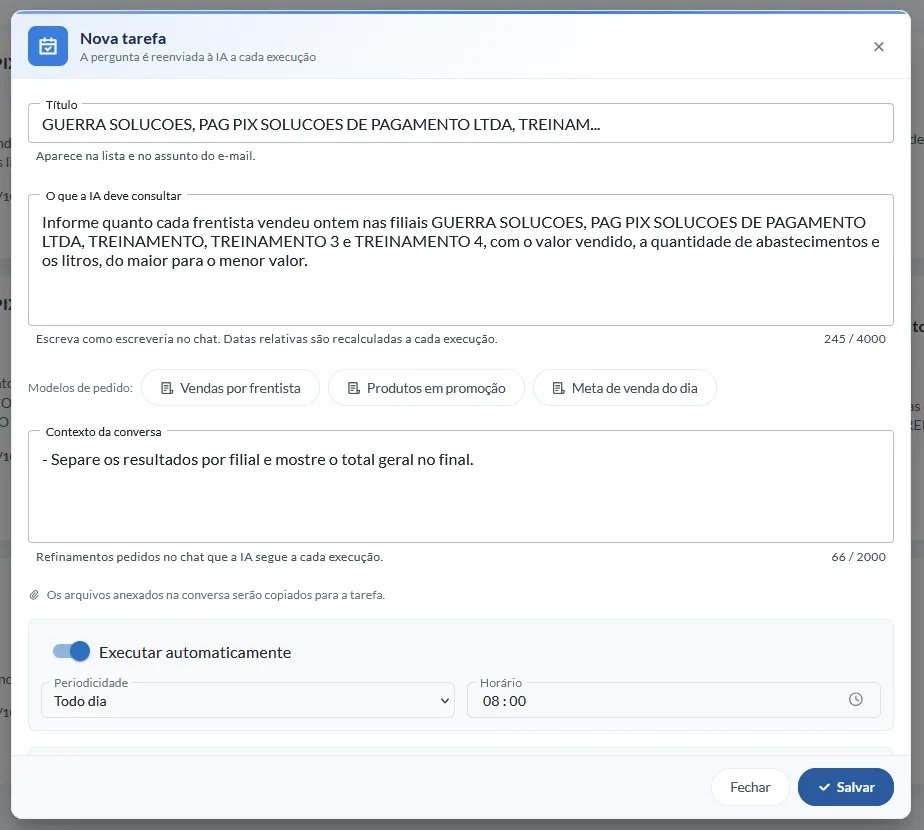 Nova tarefa
A pergunta é reenviada à IA a cada execução
Título
GUERRA SOLUCOES, PAG PIX SOLUCOES DE PAGAMENTO LTDA, TREINAM...
Aparece na lista e no assunto do e-mail.
O que a IA deve consultar
Informe quanto cada frentista vendeu ontem nas filiais GUERRA SOLUCOES, PAG PIX SOLUCOES DE PAGAMENTO
LTDA, TREINAMENTO, TREINAMENTO 3 e TREINAMENTO 4, com o valor vendido, a quantidade de abastecimentos e
os litros, do maior para o menor valor.
Escreva como escreveria no chat. Datas relativas são recalculadas a cada execução. 245 / 4000
Modelos de pedido: Vendas por frentista Produtos em promoção Meta de venda do dia
Contexto da conversa
- Separe os resultados por filial e mostre o total geral no final.
Refinamentos pedidos no chat que a IA segue a cada execução. 66 / 2000
Os arquivos anexados na conversa serão copiados para a tarefa.
Executar automaticamente
Periodicidade Horário
Todo dia 08:00
Fechar Salvar